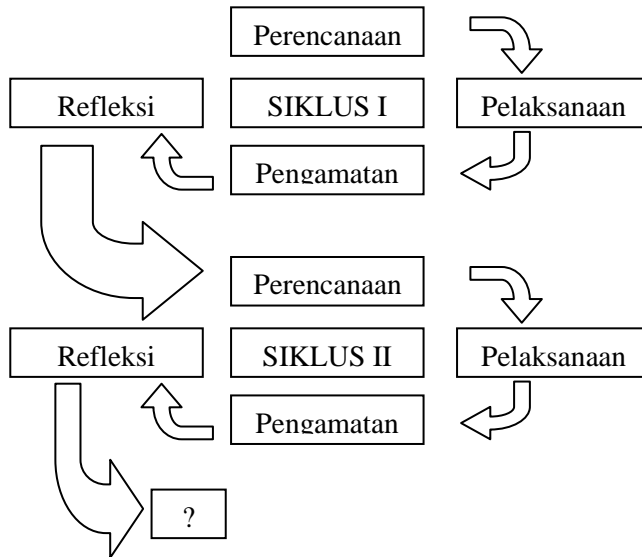 Perencanaan
Refleksi SIKLUS I Pelaksanaan
Pengamatan
Perencanaan
Refleksi SIKLUS II Pelaksanaan
Pengamatan
?